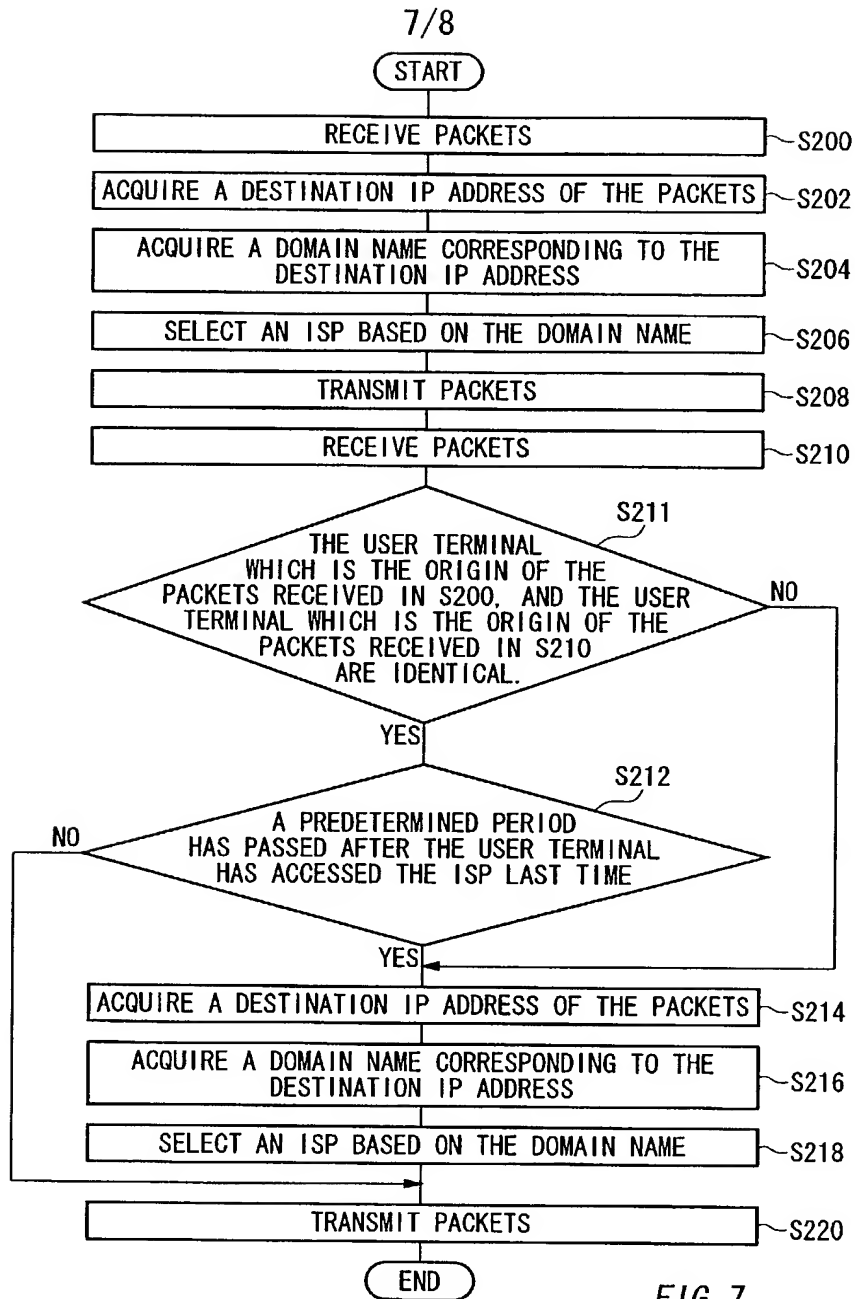 7/8
START
RECEIVE PACKETS
S200
ACQUIRE A DESTINATION IP ADDRESS OF THE PACKETS
S202
ACQUIRE A DOMAIN NAME CORRESPONDING TO THE
DESTINATION IP ADDRESS
S204
SELECT AN ISP BASED ON THE DOMAIN NAME
S206
TRANSMIT PACKETS
S208
RECEIVE PACKETS
S210
S211
THE USER TERMINAL
WHICH IS THE ORIGIN OF THE
PACKETS RECEIVED IN S200, AND THE USER
TERMINAL WHICH IS THE ORIGIN OF THE
PACKETS RECEIVED IN S210
ARE IDENTICAL.
NO
YES
S212
A PREDETERMINED PERIOD
HAS PASSED AFTER THE USER TERMINAL
HAS ACCESSED THE ISP LAST TIME
NO
YES
ACQUIRE A DESTINATION IP ADDRESS OF THE PACKETS
S214
ACQUIRE A DOMAIN NAME CORRESPONDING TO THE
DESTINATION IP ADDRESS
S216
SELECT AN ISP BASED ON THE DOMAIN NAME
S218
TRANSMIT PACKETS
S220
END
FIG. 7